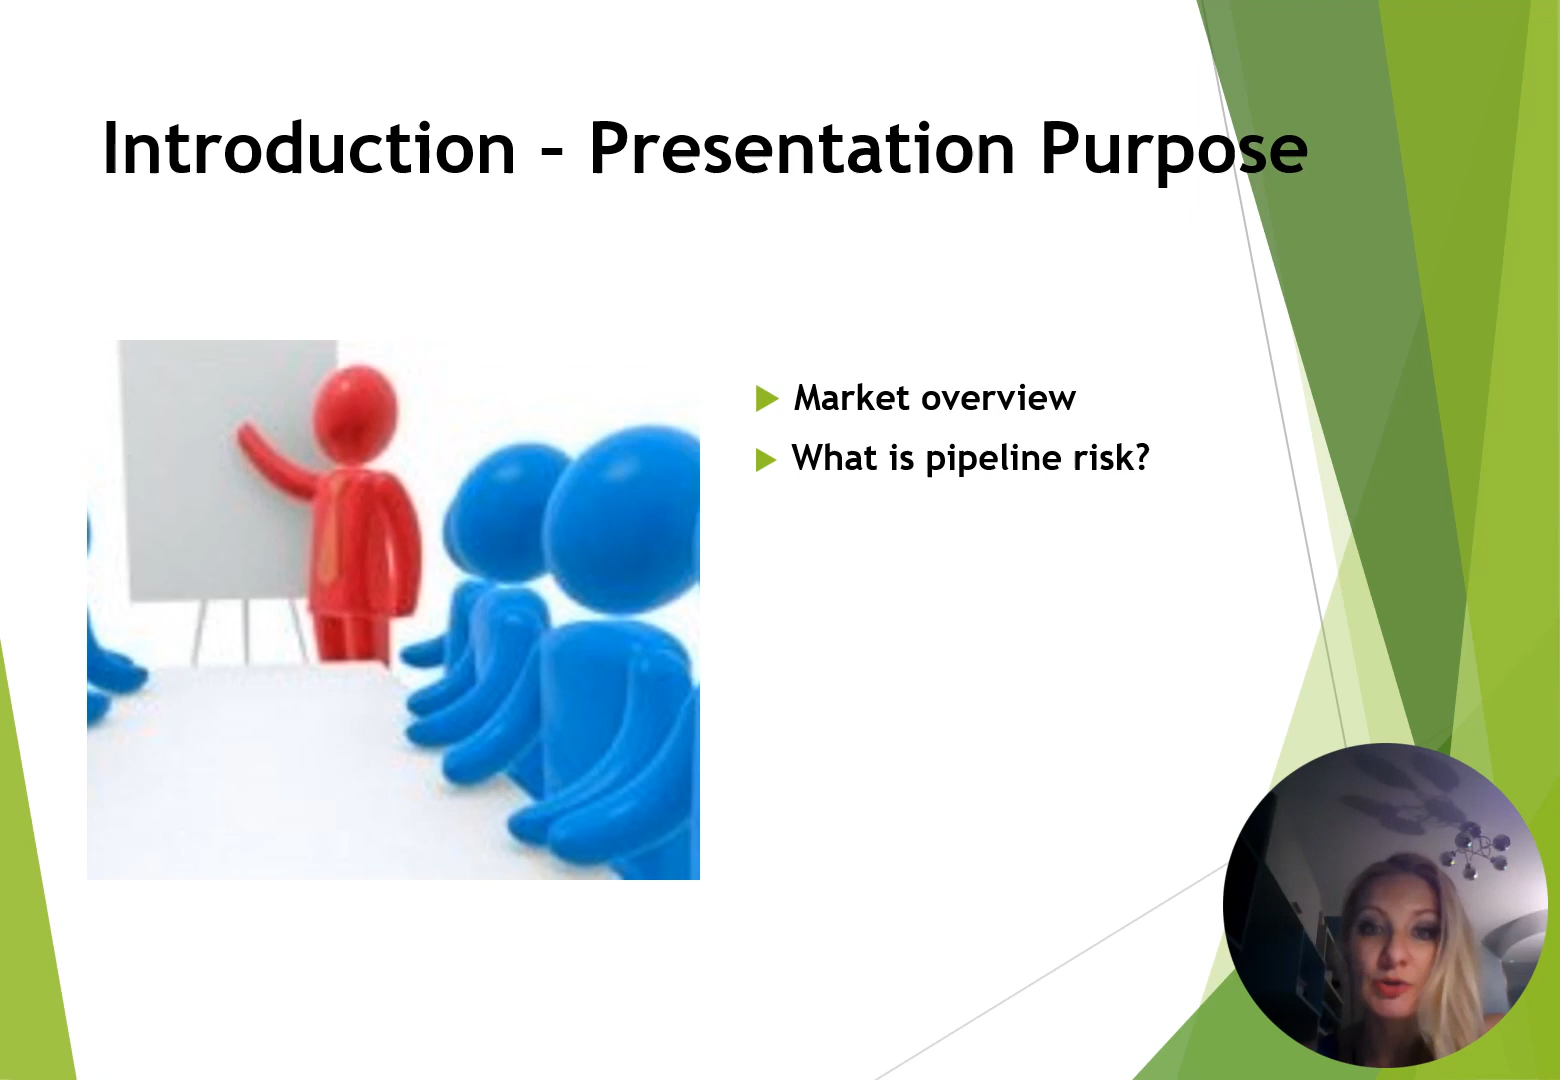 Introduction – Presentation Purpose
Market overview
What is pipeline risk?